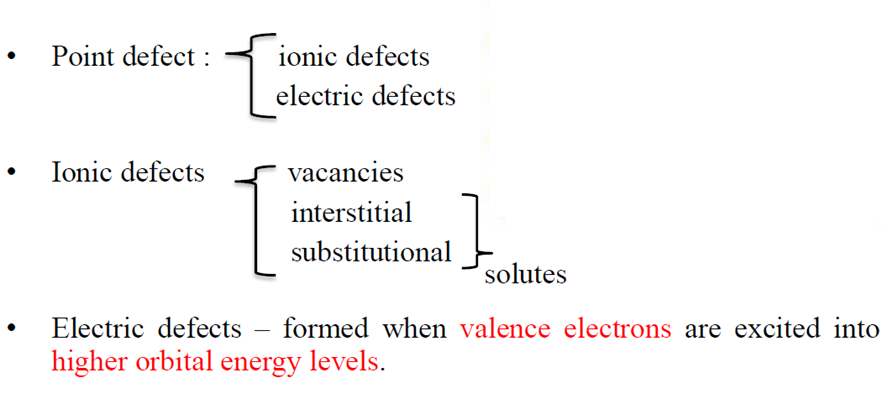 • Point defect : ionic defects
electric defects
• Ionic defects vacancies
interstitial
substitutional
solutes
• Electric defects – formed when valence electrons are excited into
higher orbital energy levels.